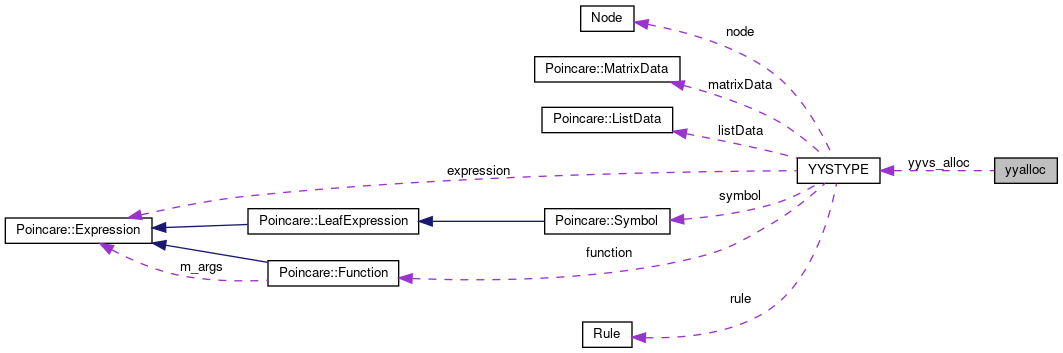 Node
node
Poincare::MatrixData
matrixData
Poincare::ListData
listData
expression
YYSTYPE
yyvs_alloc
yyalloc
symbol
Poincare::LeafExpression
Poincare::Symbol
Poincare::Expression
function
m_args
Poincare::Function
rule
Rule